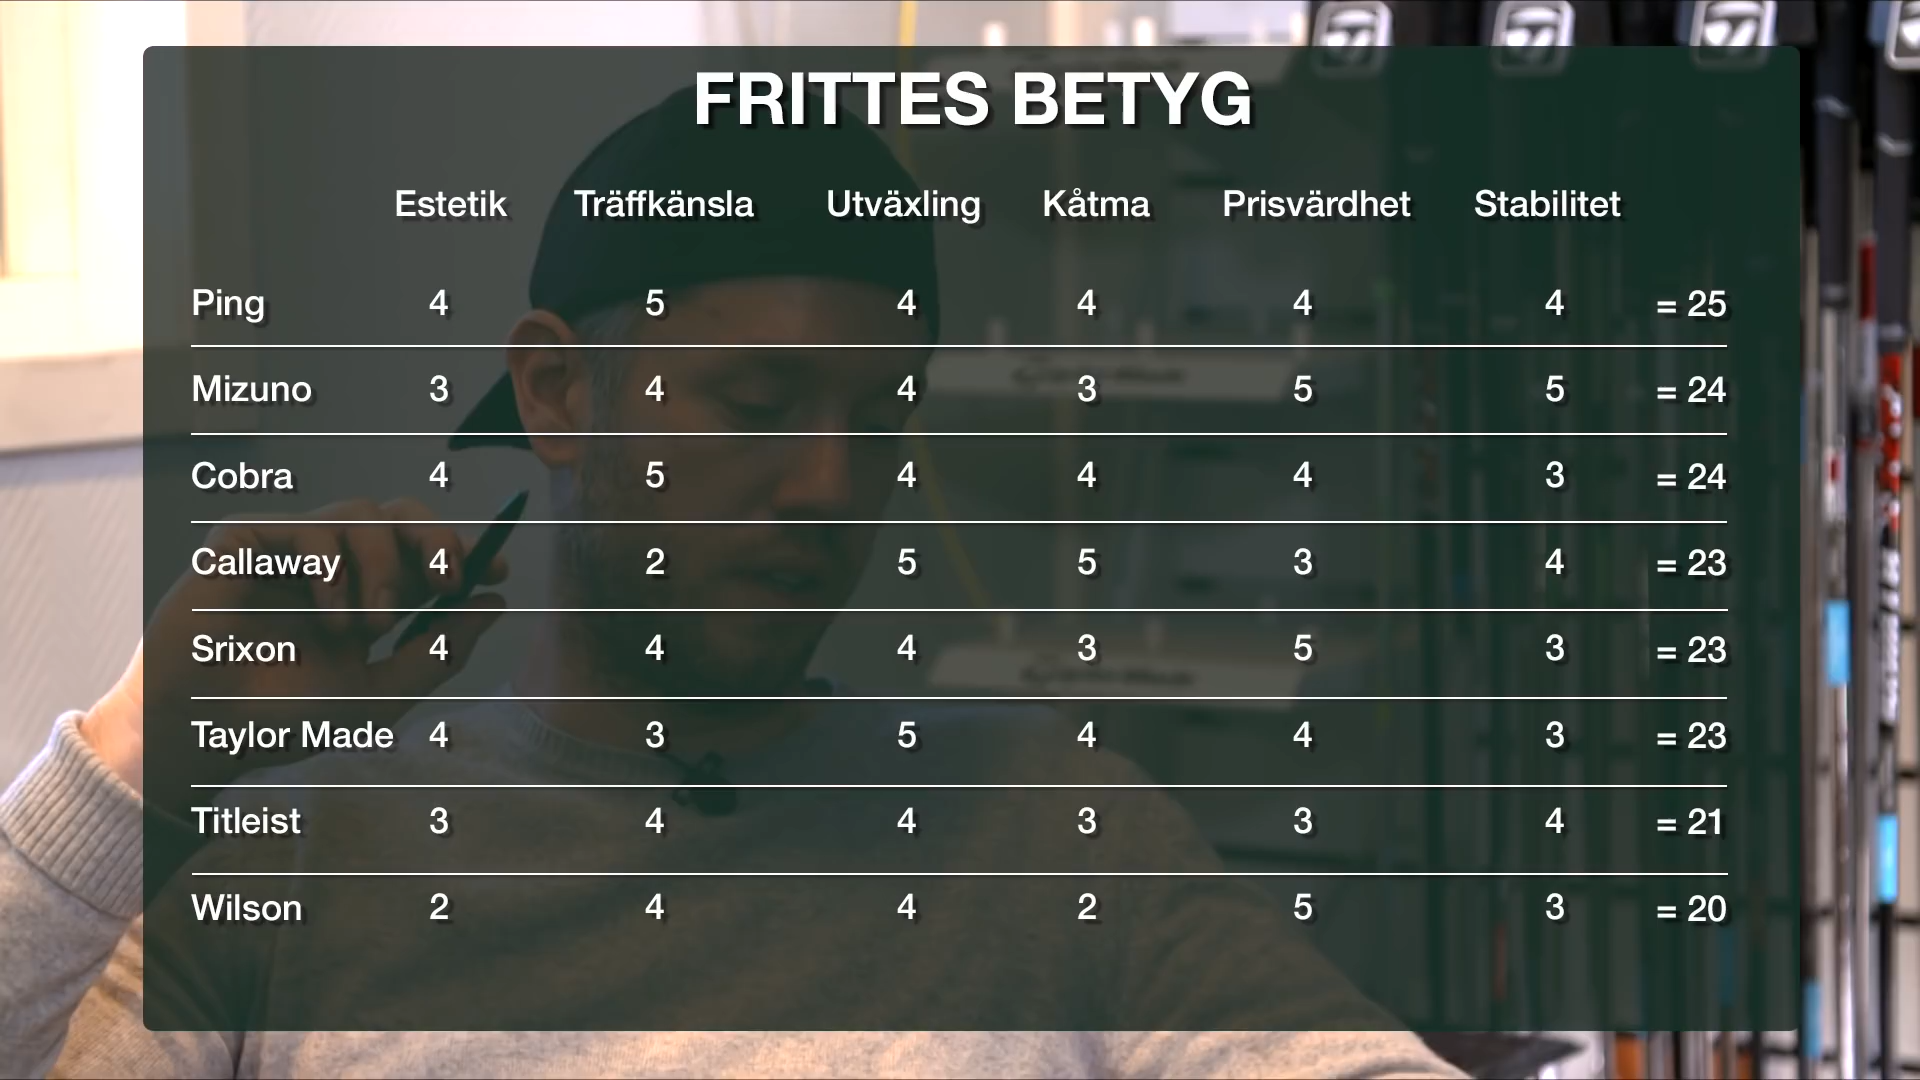 FRITTES BETYG
Estetik Träffkänsla Utväxling Kåtma Prisvärdhet Stabilitet
Ping 4 5 4 4 4 4 = 25
Mizuno 3 4 4 3 5 5 = 24
Cobra 4 5 4 4 4 3 = 24
Callaway 4 2 5 5 3 4 = 23
Srixon 4 4 4 3 5 3 = 23
Taylor Made 4 3 5 4 4 3 = 23
Titleist 3 4 4 3 3 4 = 21
Wilson 2 4 4 2 5 3 = 20